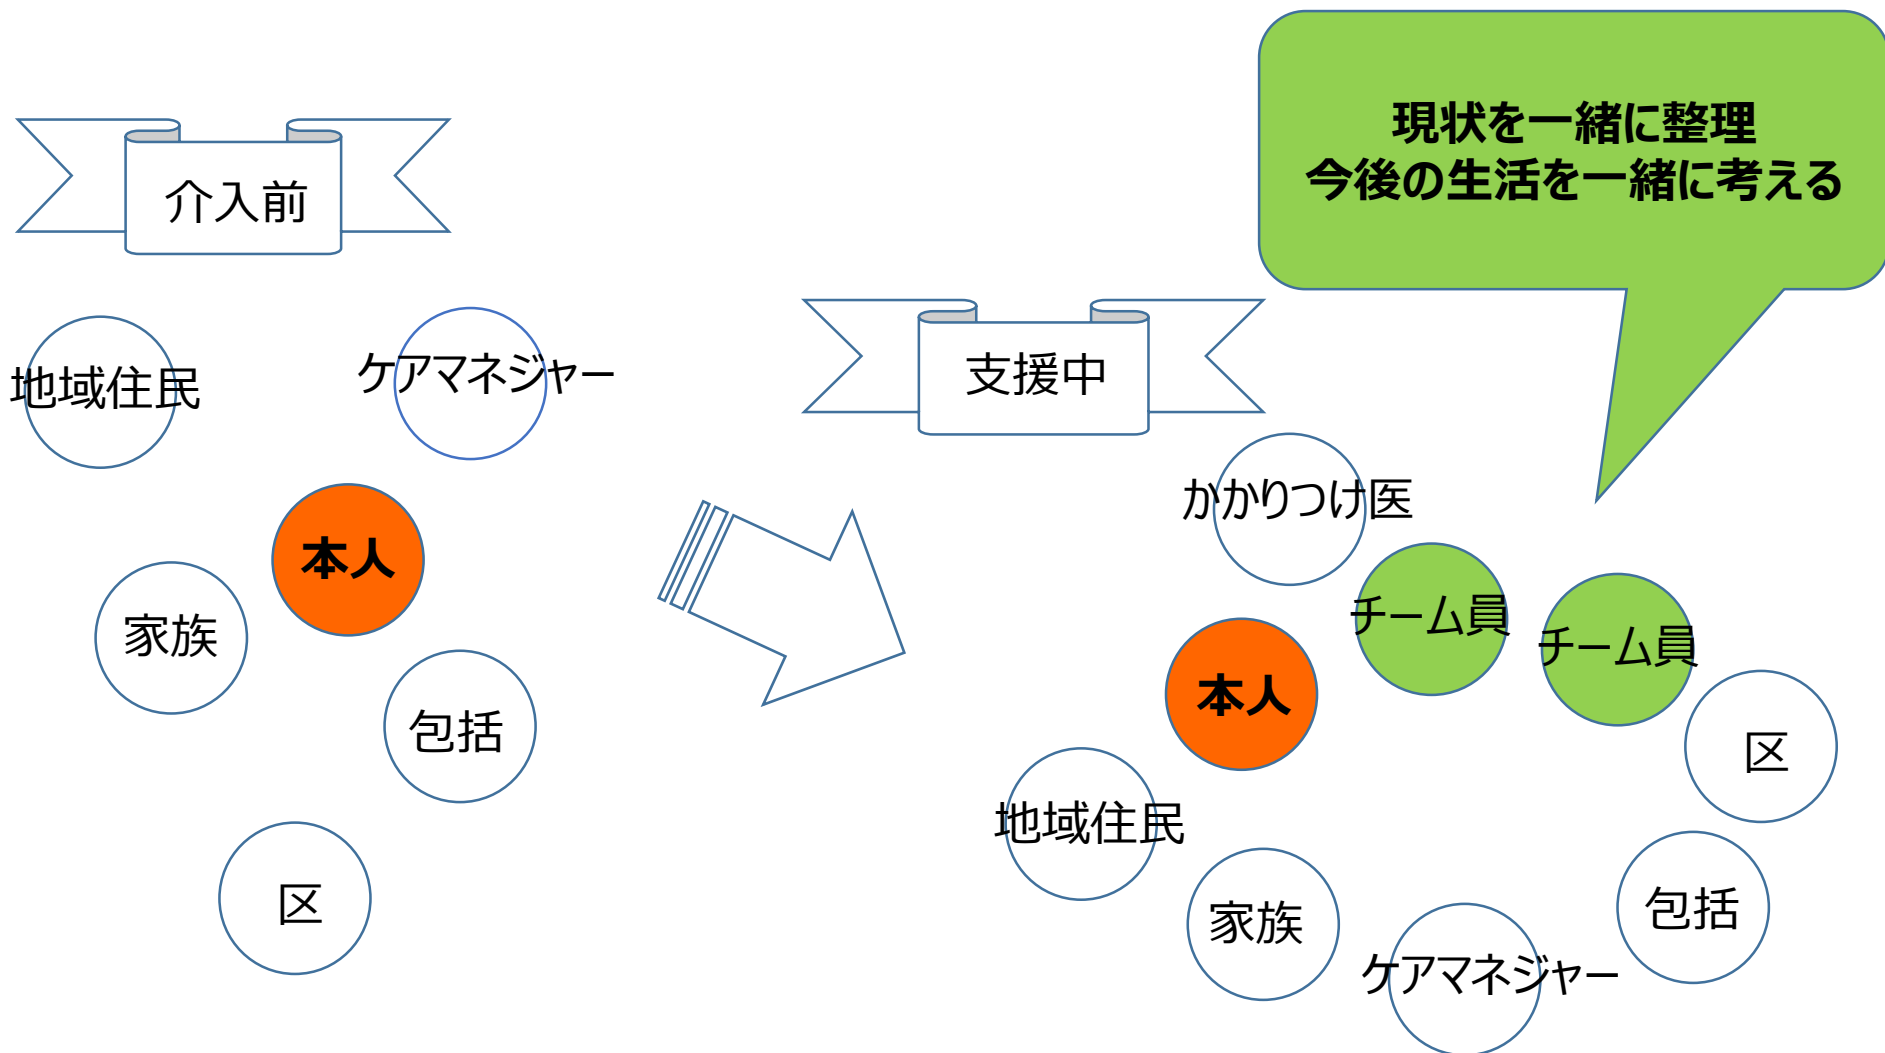 介入前
地域住民
ケアマネジャー
本人
家族
包括
区
現状を一緒に整理
今後の生活を一緒に考える
支援中
かかりつけ医
チーム員
チーム員
本人
区
地域住民
包括
家族
ケアマネジャー